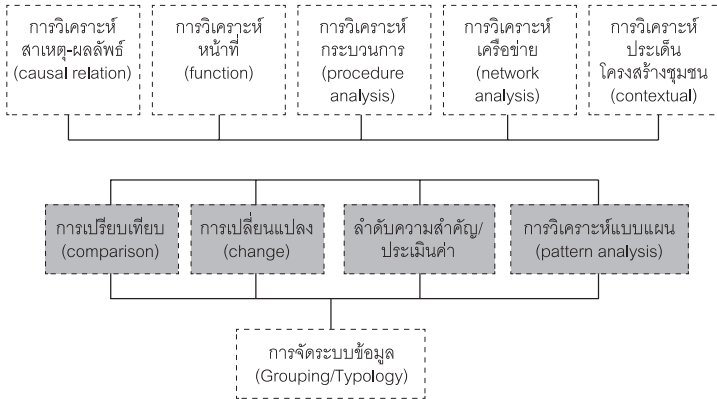 การวิเคราะห์
สาเหตุ-ผลลัพธ์
(causal relation)
การวิเคราะห์
หน้าที่
(function)
การวิเคราะห์
กระบวนการ
(procedure
analysis)
การวิเคราะห์
เครือข่าย
(network
analysis)
การวิเคราะห์
ประเด็น
โครงสร้างชุมชน
(contextual)
การเปรียบเทียบ
(comparison)
การเปลี่ยนแปลง
(change)
ลำดับความสำคัญ/
ประเมินค่า
การวิเคราะห์แบบแผน
(pattern analysis)
การจัดระบบข้อมูล
(Grouping/Typology)